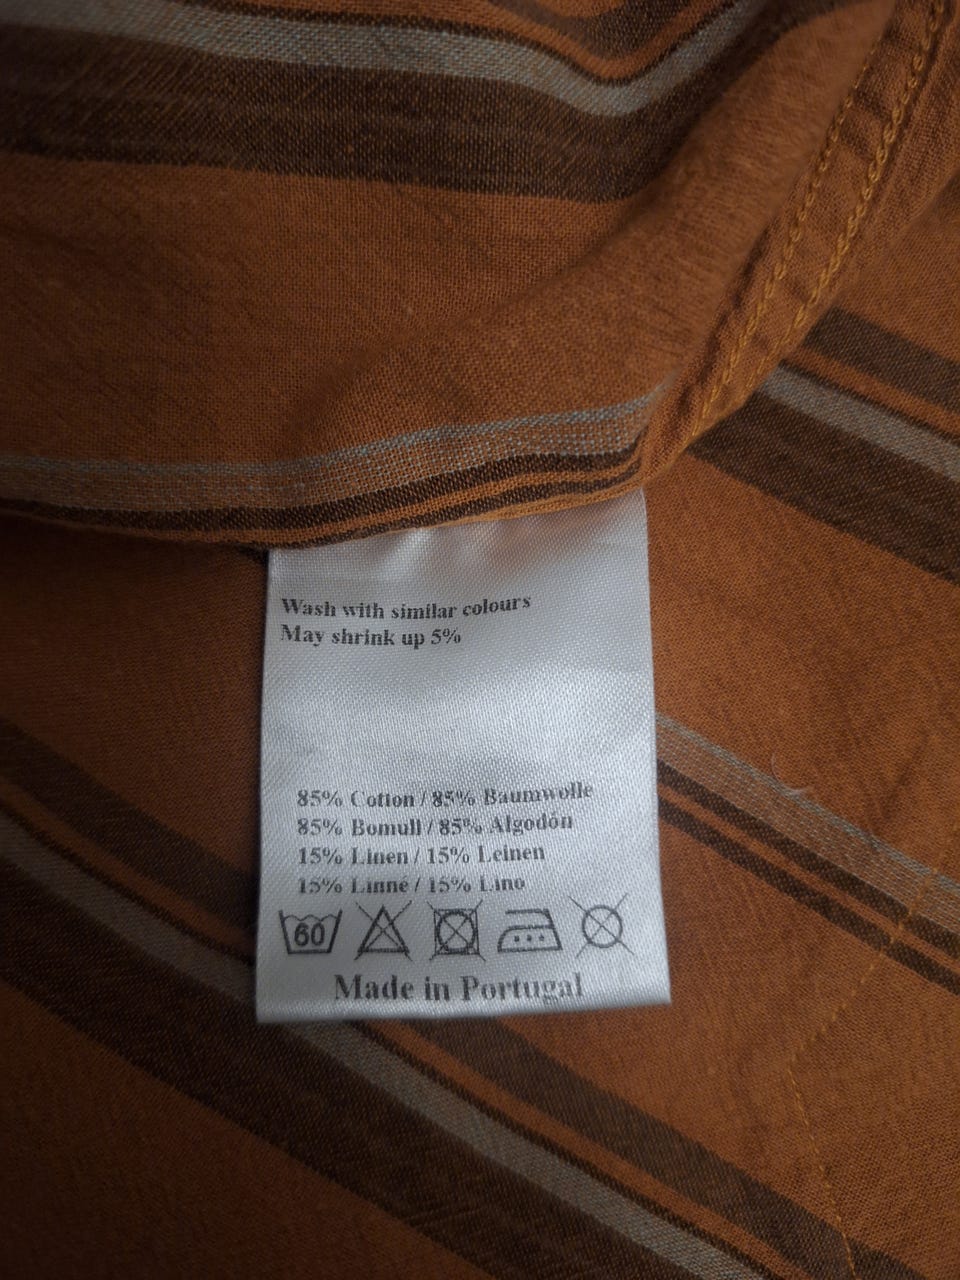 Wash with similar colours
May shrink up 5%
85% Cotton / 85% Baumwolle
85% Bomull / 85% Algodón
15% Linen / 15% Leinen
15% Linné / 15% Lino
60
Made in Portugal